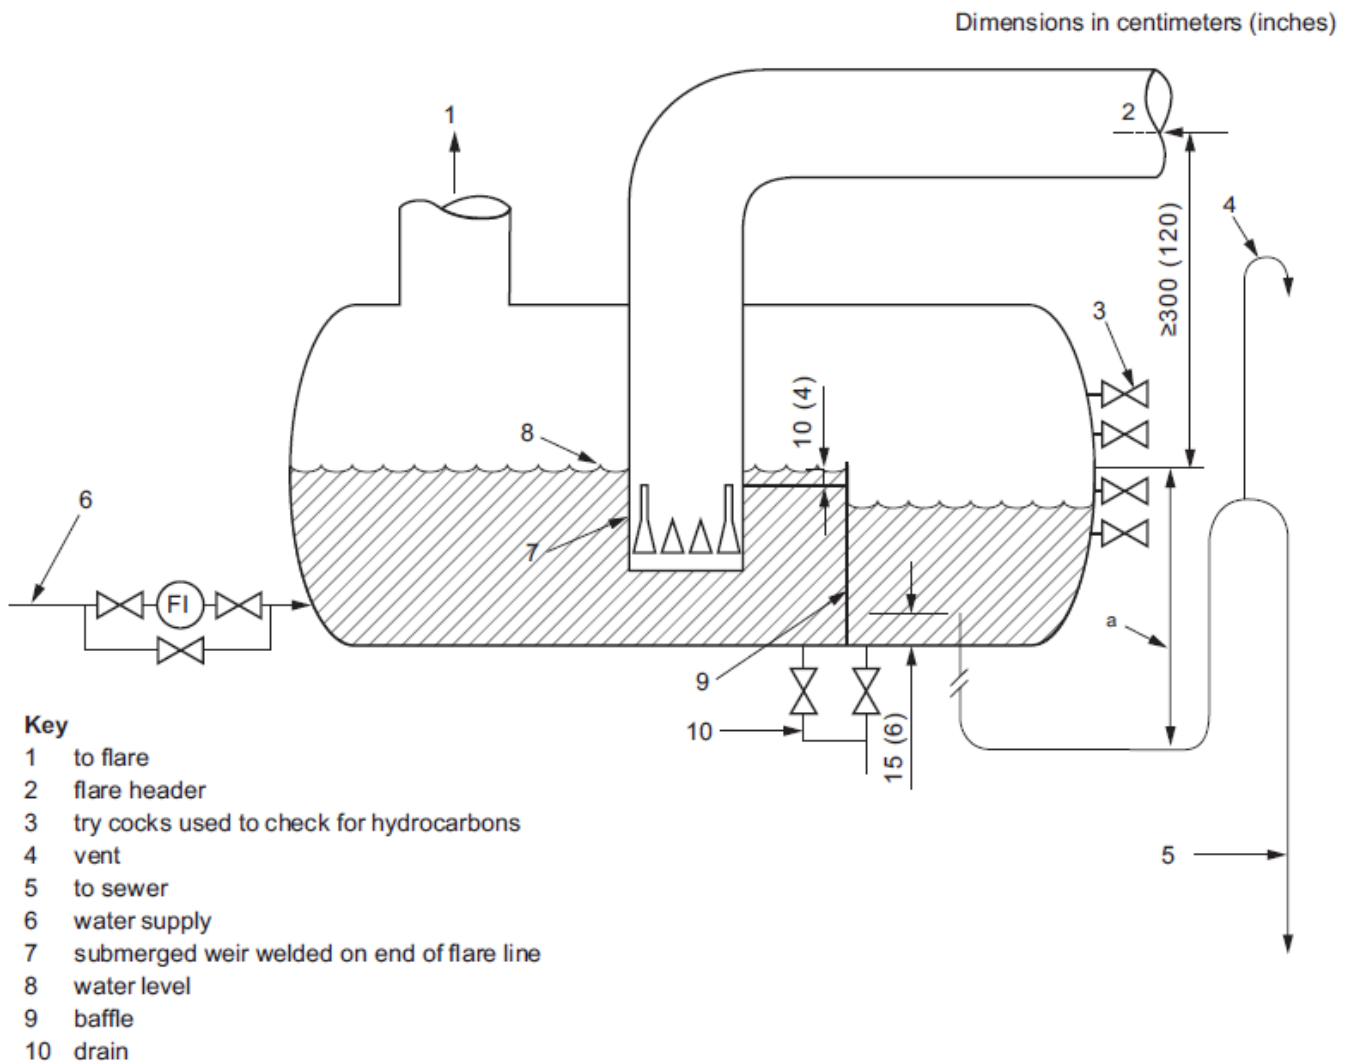 Dimensions in centimeters (inches)
1
2
4
≥300 (120)
3
10 (4)
8
6
7
FI
a
9
10
15 (6)
5
Key
1 to flare
2 flare header
3 try cocks used to check for hydrocarbons
4 vent
5 to sewer
6 water supply
7 submerged weir welded on end of flare line
8 water level
9 baffle
10 drain